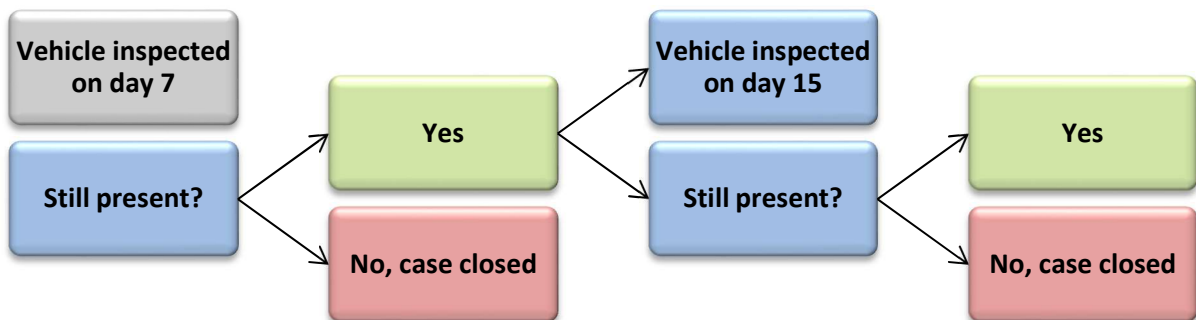 Vehicle inspected
on day 7
Still present?
Yes
No, case closed
Vehicle inspected
on day 15
Still present?
Yes
No, case closed